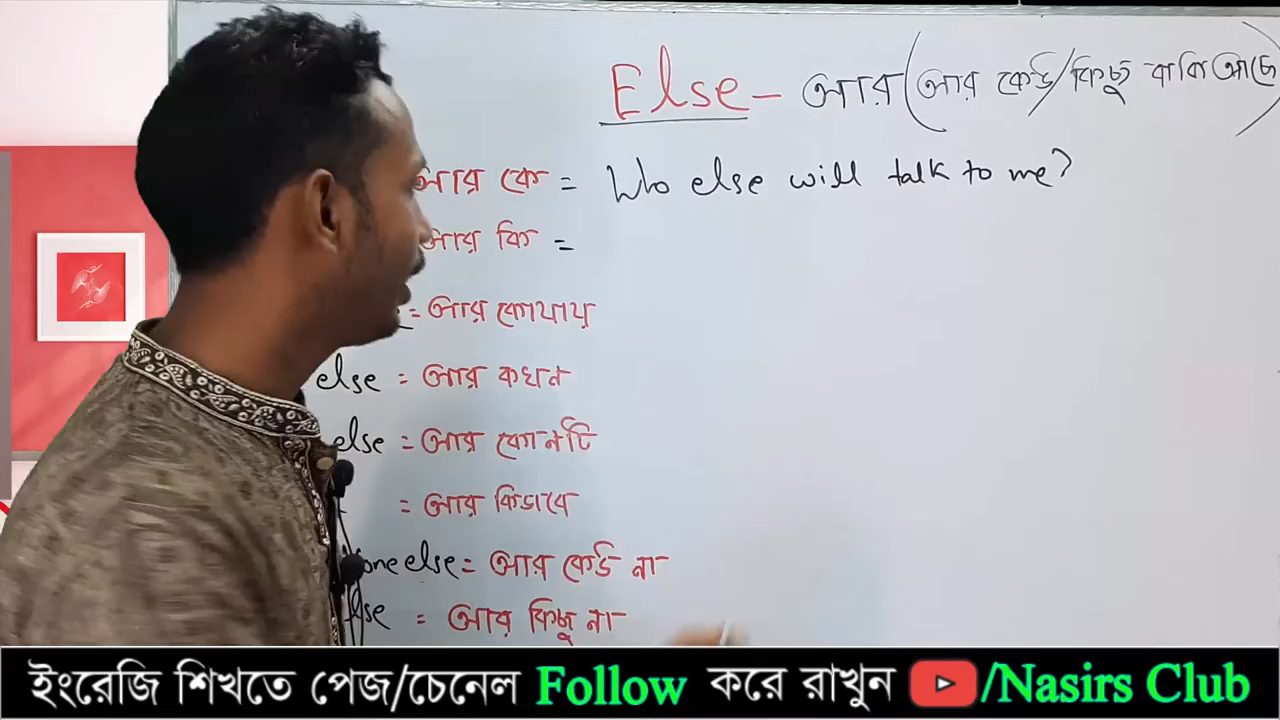 Else - আর (আর কেউ/কিছু বাকি আছে)
আর কে = Who else will talk to me?
আর কি =
= আর কোথায়
else = আর কখন
else = আর কোনটি
= আর কিভাবে
one else = আর কেউ না
else = আর কিছু না
ইংরেজি শিখতে পেজ/চেনেল Follow করে রাখুন /Nasirs Club